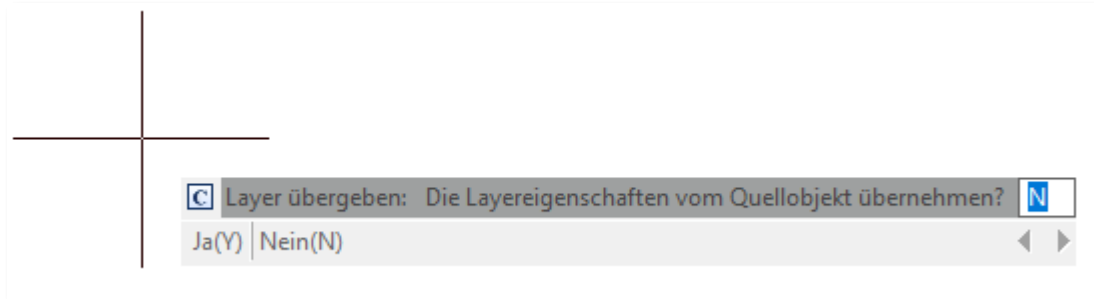 C Layer übergeben: Die Layereigenschaften vom Quellobjekt übernehmen? N
Ja(Y) Nein(N)